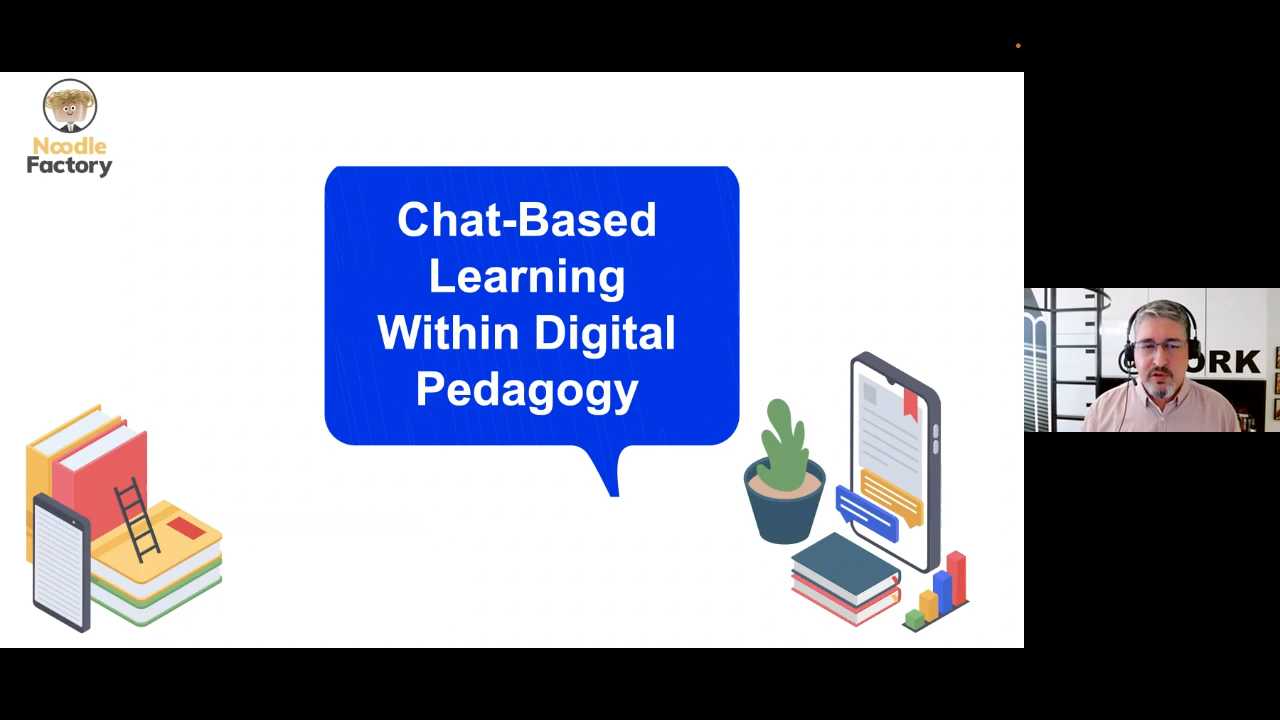 Noodle
Factory
Chat-Based
Learning
Within Digital
Pedagogy
ORK